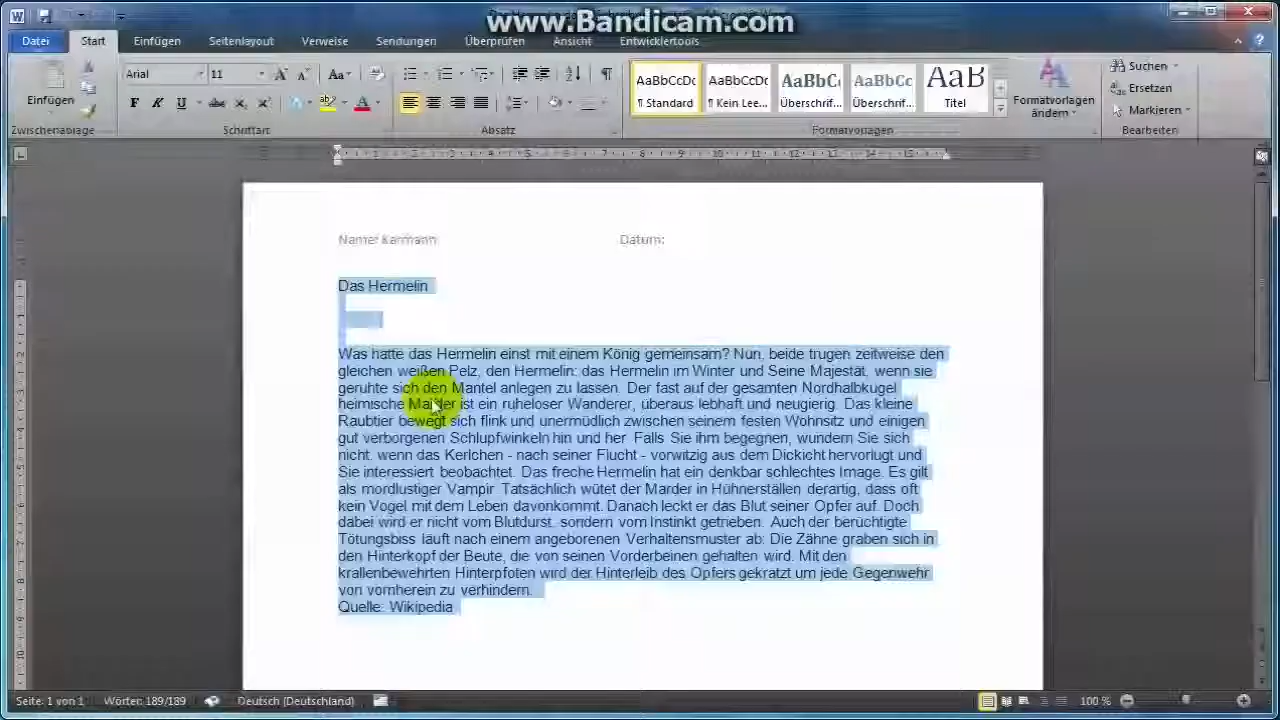 www.Bandicam.com
Datei Start Einfügen Seitenlayout Verweise Sendungen Überprüfen Ansicht Entwicklertools
Arial 11
AaBbCcDc AaBbCcDc AaBbC AaBbCc AaB
Einfügen
¶ Standard ¶ Kein Lee... Überschrif... Überschrif... Titel
Formatvorlagen ändern
Suchen
Ersetzen
Markieren
Zwischenablage Schriftart Absatz Formatvorlagen Bearbeiten
Name: Karmann Datum:
Das Hermelin
Was hatte das Hermelin einst mit einem König gemeinsam? Nun, beide trugen zeitweise den
gleichen weißen Pelz, den Hermelin: das Hermelin im Winter und Seine Majestät, wenn sie
geruhte sich den Mantel anlegen zu lassen. Der fast auf der gesamten Nordhalbkugel
heimische Marder ist ein ruheloser Wanderer, überaus lebhaft und neugierig. Das kleine
Raubtier bewegt sich flink und unermüdlich zwischen seinem festen Wohnsitz und einigen
gut verborgenen Schlupfwinkeln hin und her. Falls Sie ihm begegnen, wundern Sie sich
nicht, wenn das Kerlchen - nach seiner Flucht - vorwitzig aus dem Dickicht hervorlugt und
Sie interessiert beobachtet. Das freche Hermelin hat ein denkbar schlechtes Image. Es gilt
als mordlustiger Vampir. Tatsächlich wütet der Marder in Hühnerställen derartig, dass oft
kein Vogel mit dem Leben davonkommt. Danach leckt er das Blut seiner Opfer auf. Doch
dabei wird er nicht vom Blutdurst, sondern vom Instinkt getrieben. Auch der berüchtigte
Tötungsbiss läuft nach einem angeborenen Verhaltensmuster ab: Die Zähne graben sich in
den Hinterkopf der Beute, die von seinen Vorderbeinen gehalten wird. Mit den
krallenbewehrten Hinterpfoten wird der Hinterleib des Opfers gekratzt um jede Gegenwehr
von vornherein zu verhindern.
Quelle: Wikipedia
Seite: 1 von 1 Wörter: 189/189 Deutsch (Deutschland) 100 %